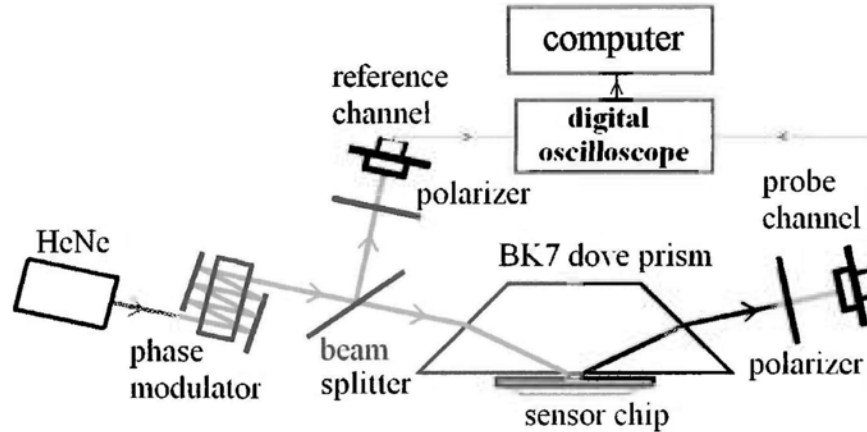 computer
reference
channel
digital
oscilloscope
polarizer
probe
channel
HeNe
BK7 dove prism
phase
modulator
beam
splitter
polarizer
sensor chip